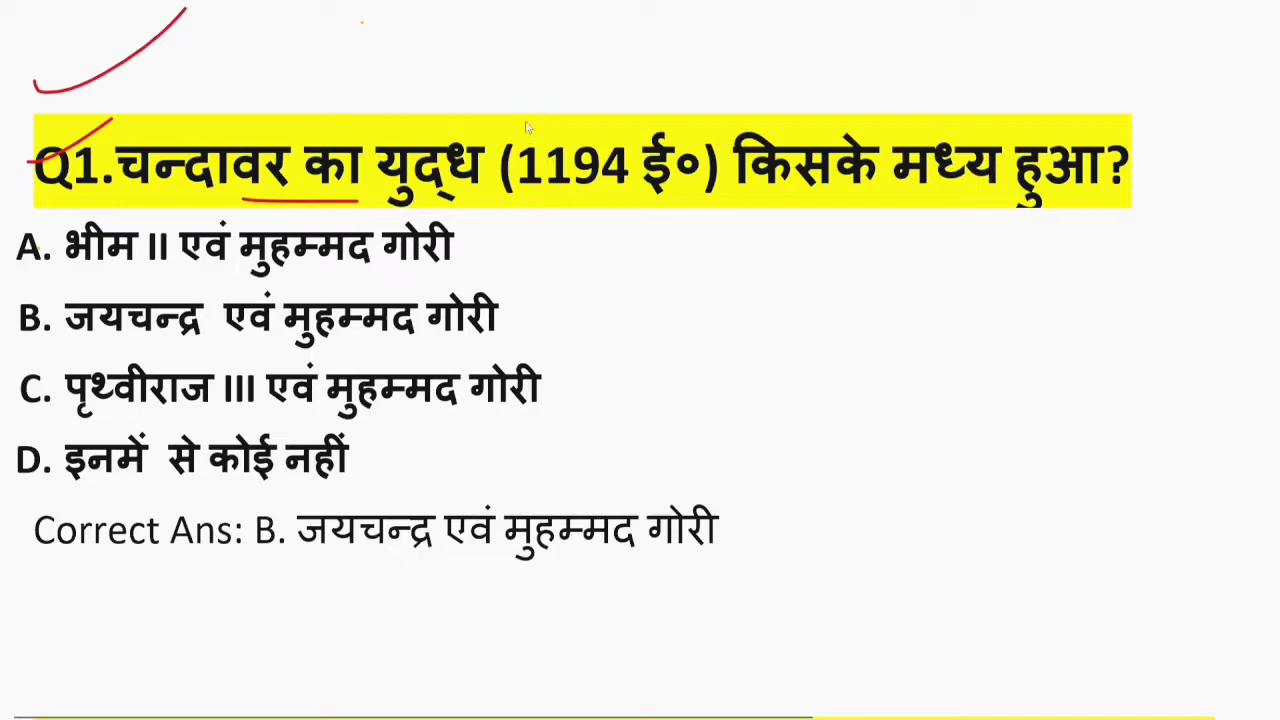 Q1.चन्दावर का युद्ध (1194 ई०) किसके मध्य हुआ?
A. भीम II एवं मुहम्मद गोरी
B. जयचन्द्र एवं मुहम्मद गोरी
C. पृथ्वीराज III एवं मुहम्मद गोरी
D. इनमें से कोई नहीं
Correct Ans: B. जयचन्द्र एवं मुहम्मद गोरी